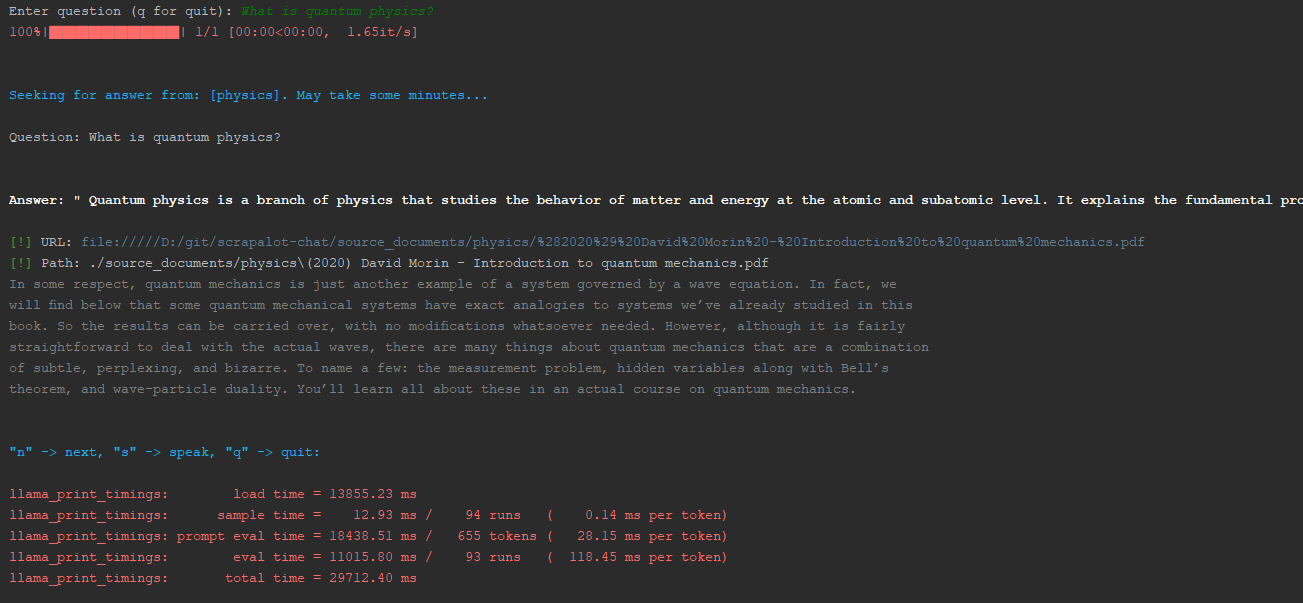 Enter question (q for quit): What is quantum physics?
100%|██████████| 1/1 [00:00<00:00,  1.65it/s]
Seeking for answer from: [physics]. May take some minutes...
Question: What is quantum physics?
Answer: " Quantum physics is a branch of physics that studies the behavior of matter and energy at the atomic and subatomic level. It explains the fundamental pro
[!] URL: file://///D:/git/scrapalot-chat/source_documents/physics/%282020%29%20David%20Morin%20-%20Introduction%20to%20quantum%20mechanics.pdf
[!] Path: ./source_documents/physics\(2020) David Morin - Introduction to quantum mechanics.pdf
In some respect, quantum mechanics is just another example of a system governed by a wave equation. In fact, we
will find below that some quantum mechanical systems have exact analogies to systems we’ve already studied in this
book. So the results can be carried over, with no modifications whatsoever needed. However, although it is fairly
straightforward to deal with the actual waves, there are many things about quantum mechanics that are a combination
of subtle, perplexing, and bizarre. To name a few: the measurement problem, hidden variables along with Bell’s
theorem, and wave-particle duality. You’ll learn all about these in an actual course on quantum mechanics.
"n" -> next, "s" -> speak, "q" -> quit:
llama_print_timings:        load time = 13855.23 ms
llama_print_timings:      sample time =    12.93 ms /    94 runs   (    0.14 ms per token)
llama_print_timings: prompt eval time = 18438.51 ms /   655 tokens (   28.15 ms per token)
llama_print_timings:        eval time = 11015.80 ms /    93 runs   (  118.45 ms per token)
llama_print_timings:       total time = 29712.40 ms